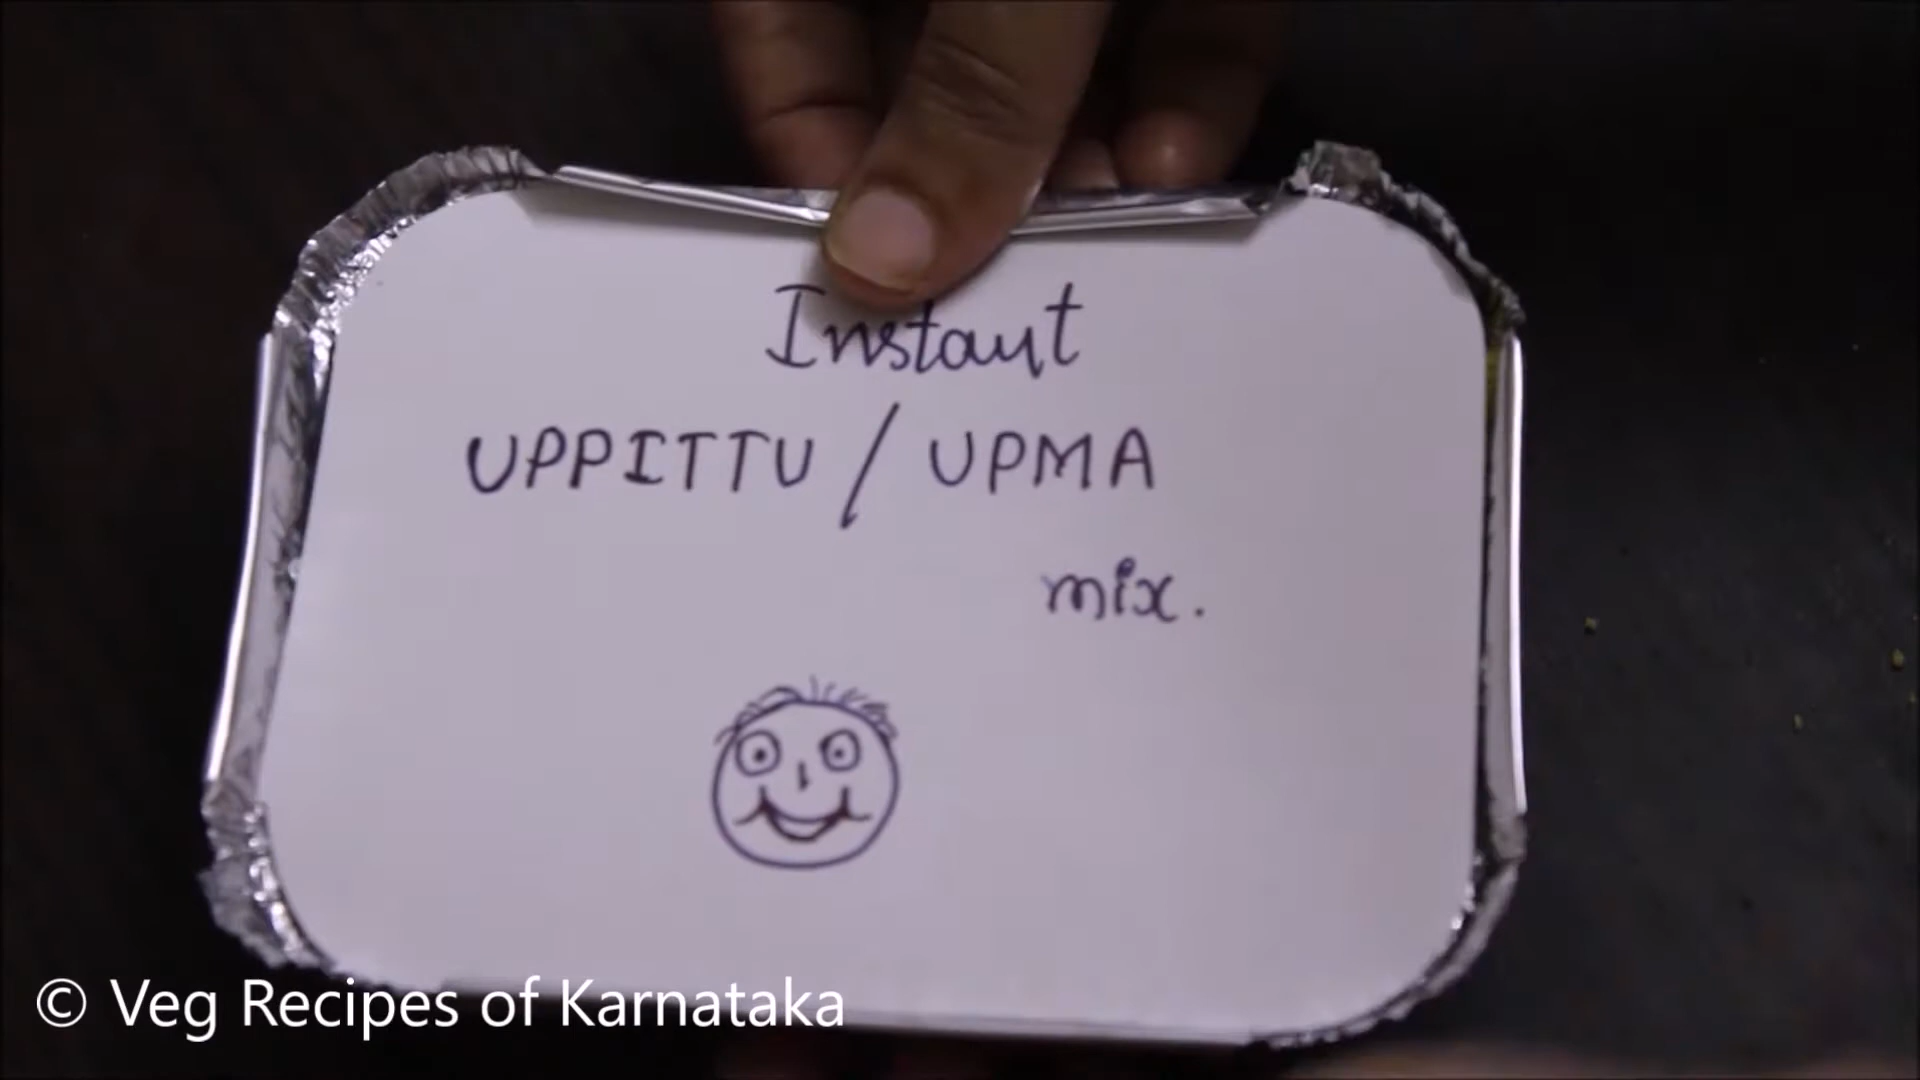 Instant
UPPITTU / UPMA
mix.
© Veg Recipes of Karnataka